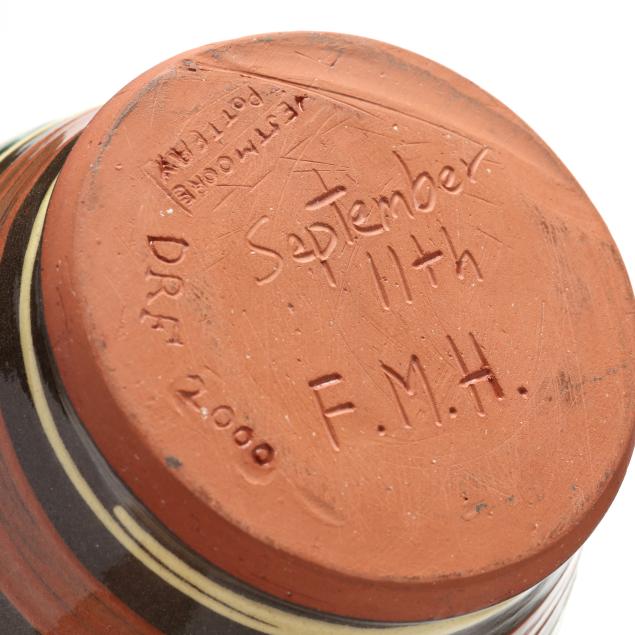 WESTMOORE
POTTERY
September
11th
F.M.H.
DRF 2000